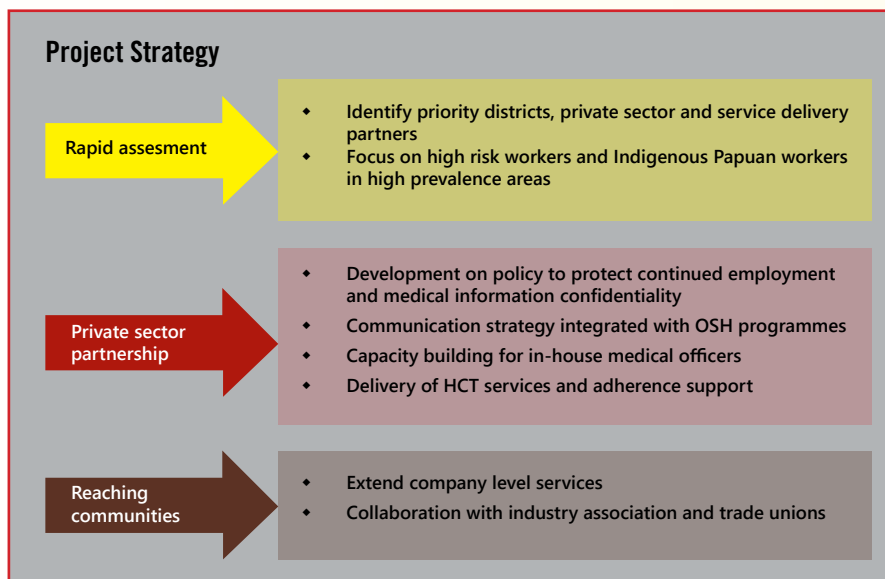 Project Strategy
Rapid assesment
◆ Identify priority districts, private sector and service delivery
partners
◆ Focus on high risk workers and Indigenous Papuan workers
in high prevalence areas
Private sector
partnership
◆ Development on policy to protect continued employment
and medical information confidentiality
◆ Communication strategy integrated with OSH programmes
◆ Capacity building for in-house medical officers
◆ Delivery of HCT services and adherence support
Reaching
communities
◆ Extend company level services
◆ Collaboration with industry association and trade unions